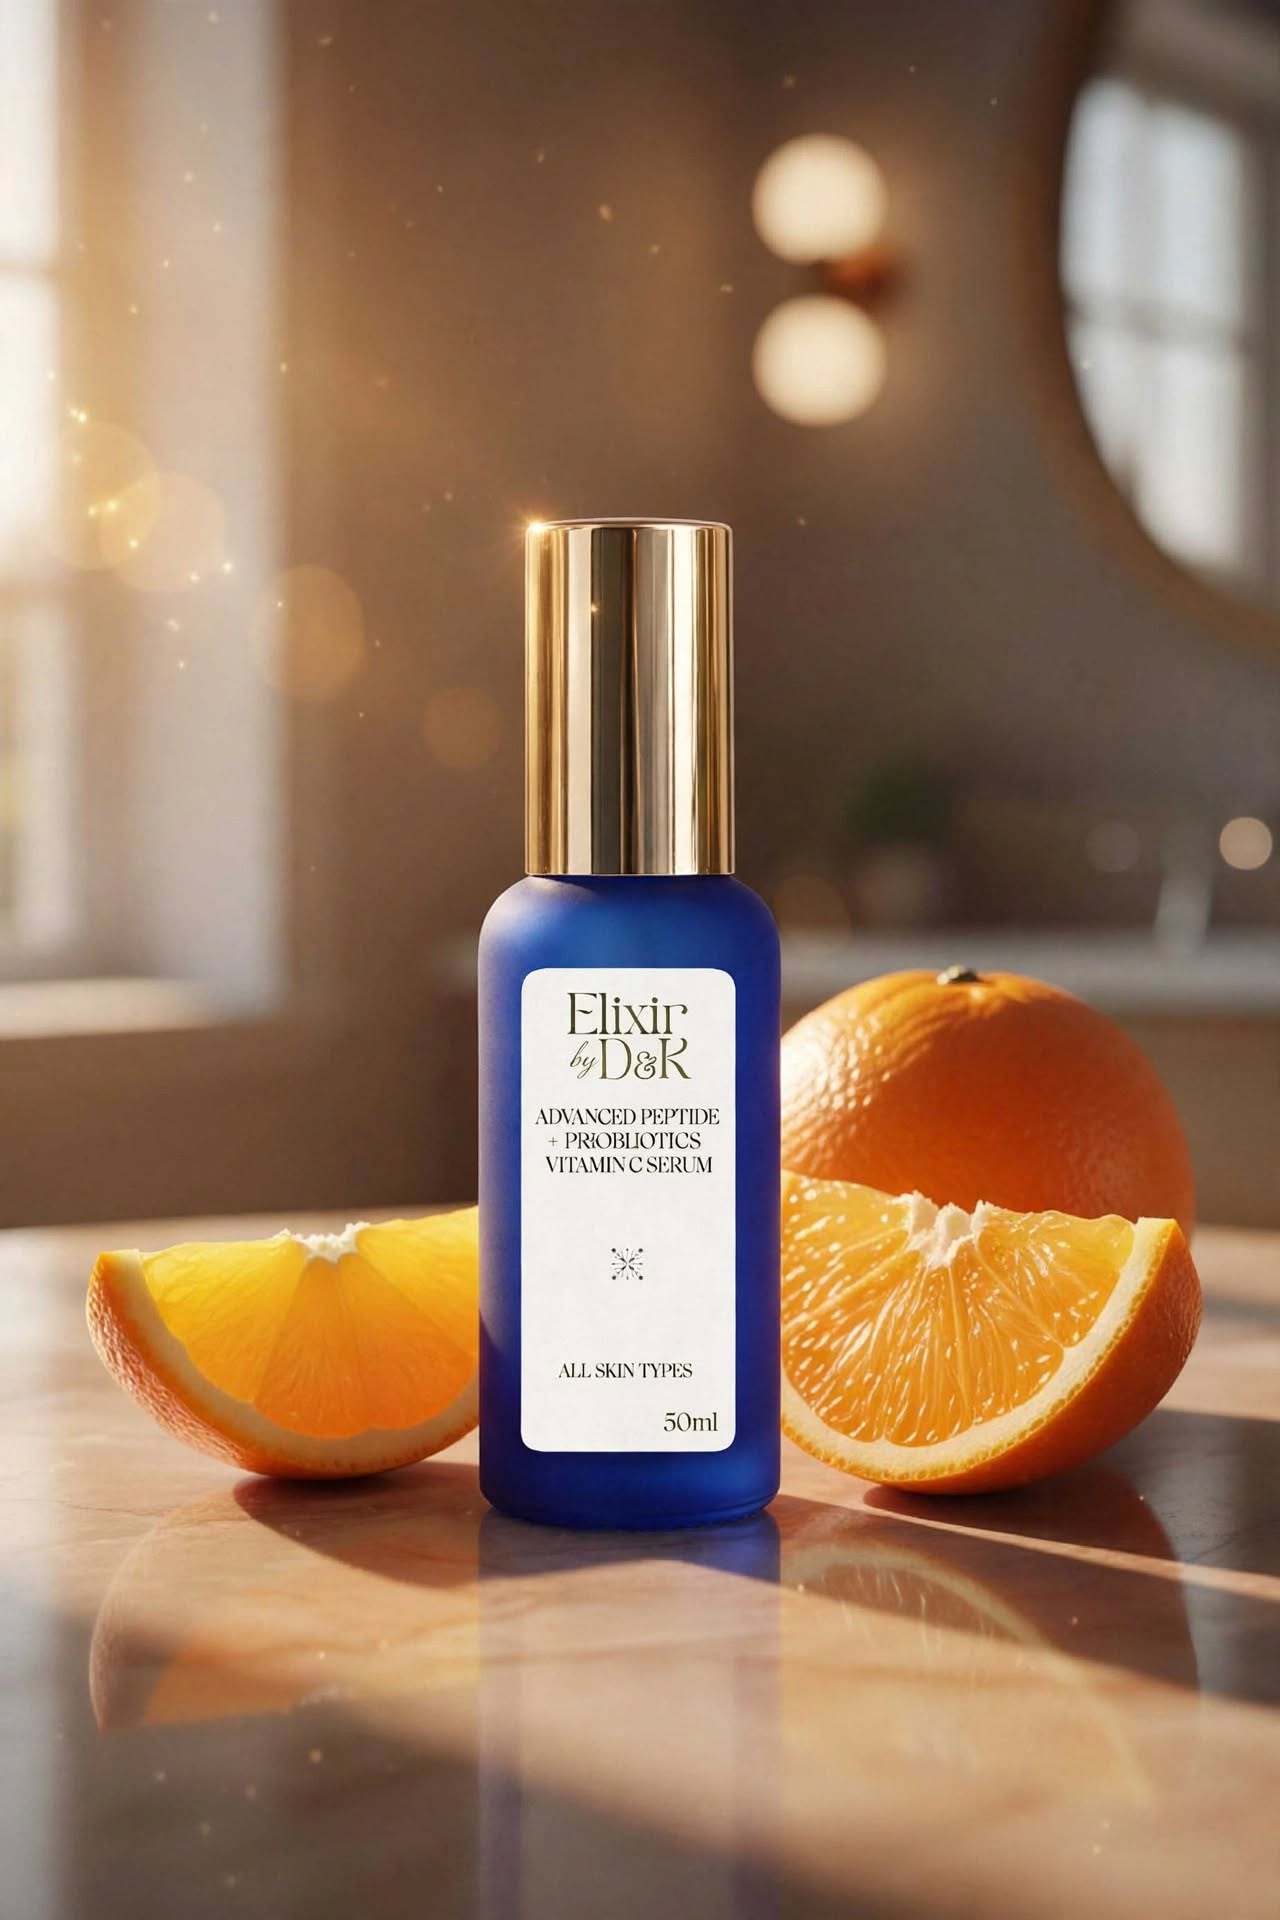 Elixir
by D&K
ADVANCED PEPTIDE
+ PRIOBLIOTICS
VITAMIN C SERUM
ALL SKIN TYPES
50ml